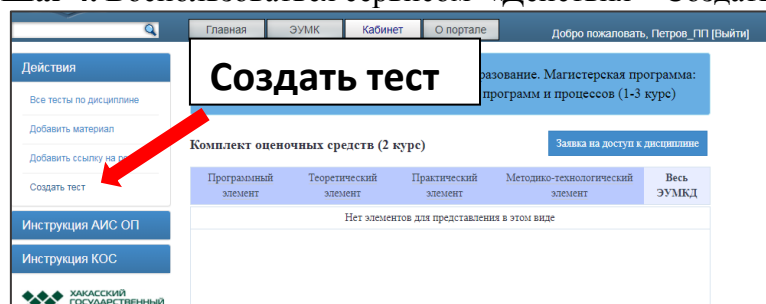 Главная ЭУМК Кабинет О портале Добро пожаловать, Петров_ПП [Выйти]
Действия
Все тесты по дисциплине
Добавить материал
Добавить ссылку на
Создать тест
Инструкция АИС ОП
Инструкция КОС
ХАКАССКИЙ
ГОСУДАРСТВЕННЫЙ
Создать тест
Магистерская программа:
программ и процессов (1-3 курс)
Комплект оценочных средств (2 курс)
Заявка на доступ к дисциплине
Программный элемент
Теоретический элемент
Практический элемент
Методико-технологический элемент
Весь ЭУМКД
Нет элементов для представления в этом виде